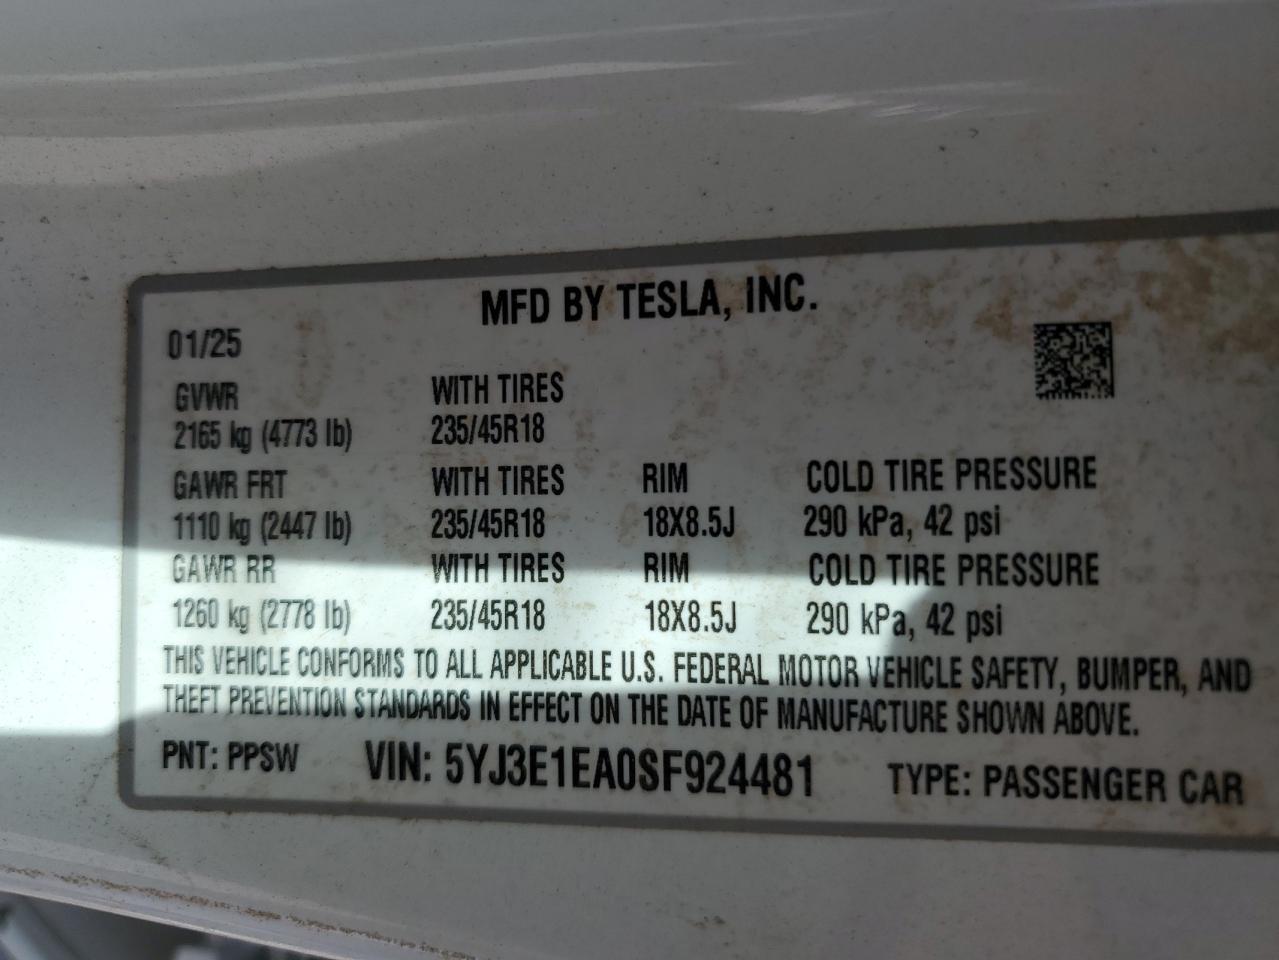 MFD BY TESLA, INC.
01/25
GVWR WITH TIRES
2165 kg (4773 lb) 235/45R18
GAWR FRT WITH TIRES RIM COLD TIRE PRESSURE
1110 kg (2447 lb) 235/45R18 18X8.5J 290 kPa, 42 psi
GAWR RR WITH TIRES RIM COLD TIRE PRESSURE
1260 kg (2778 lb) 235/45R18 18X8.5J 290 kPa, 42 psi
THIS VEHICLE CONFORMS TO ALL APPLICABLE U.S. FEDERAL MOTOR VEHICLE SAFETY, BUMPER, AND
THEFT PREVENTION STANDARDS IN EFFECT ON THE DATE OF MANUFACTURE SHOWN ABOVE.
PNT: PPSW VIN: 5YJ3E1EA0SF924481 TYPE: PASSENGER CAR